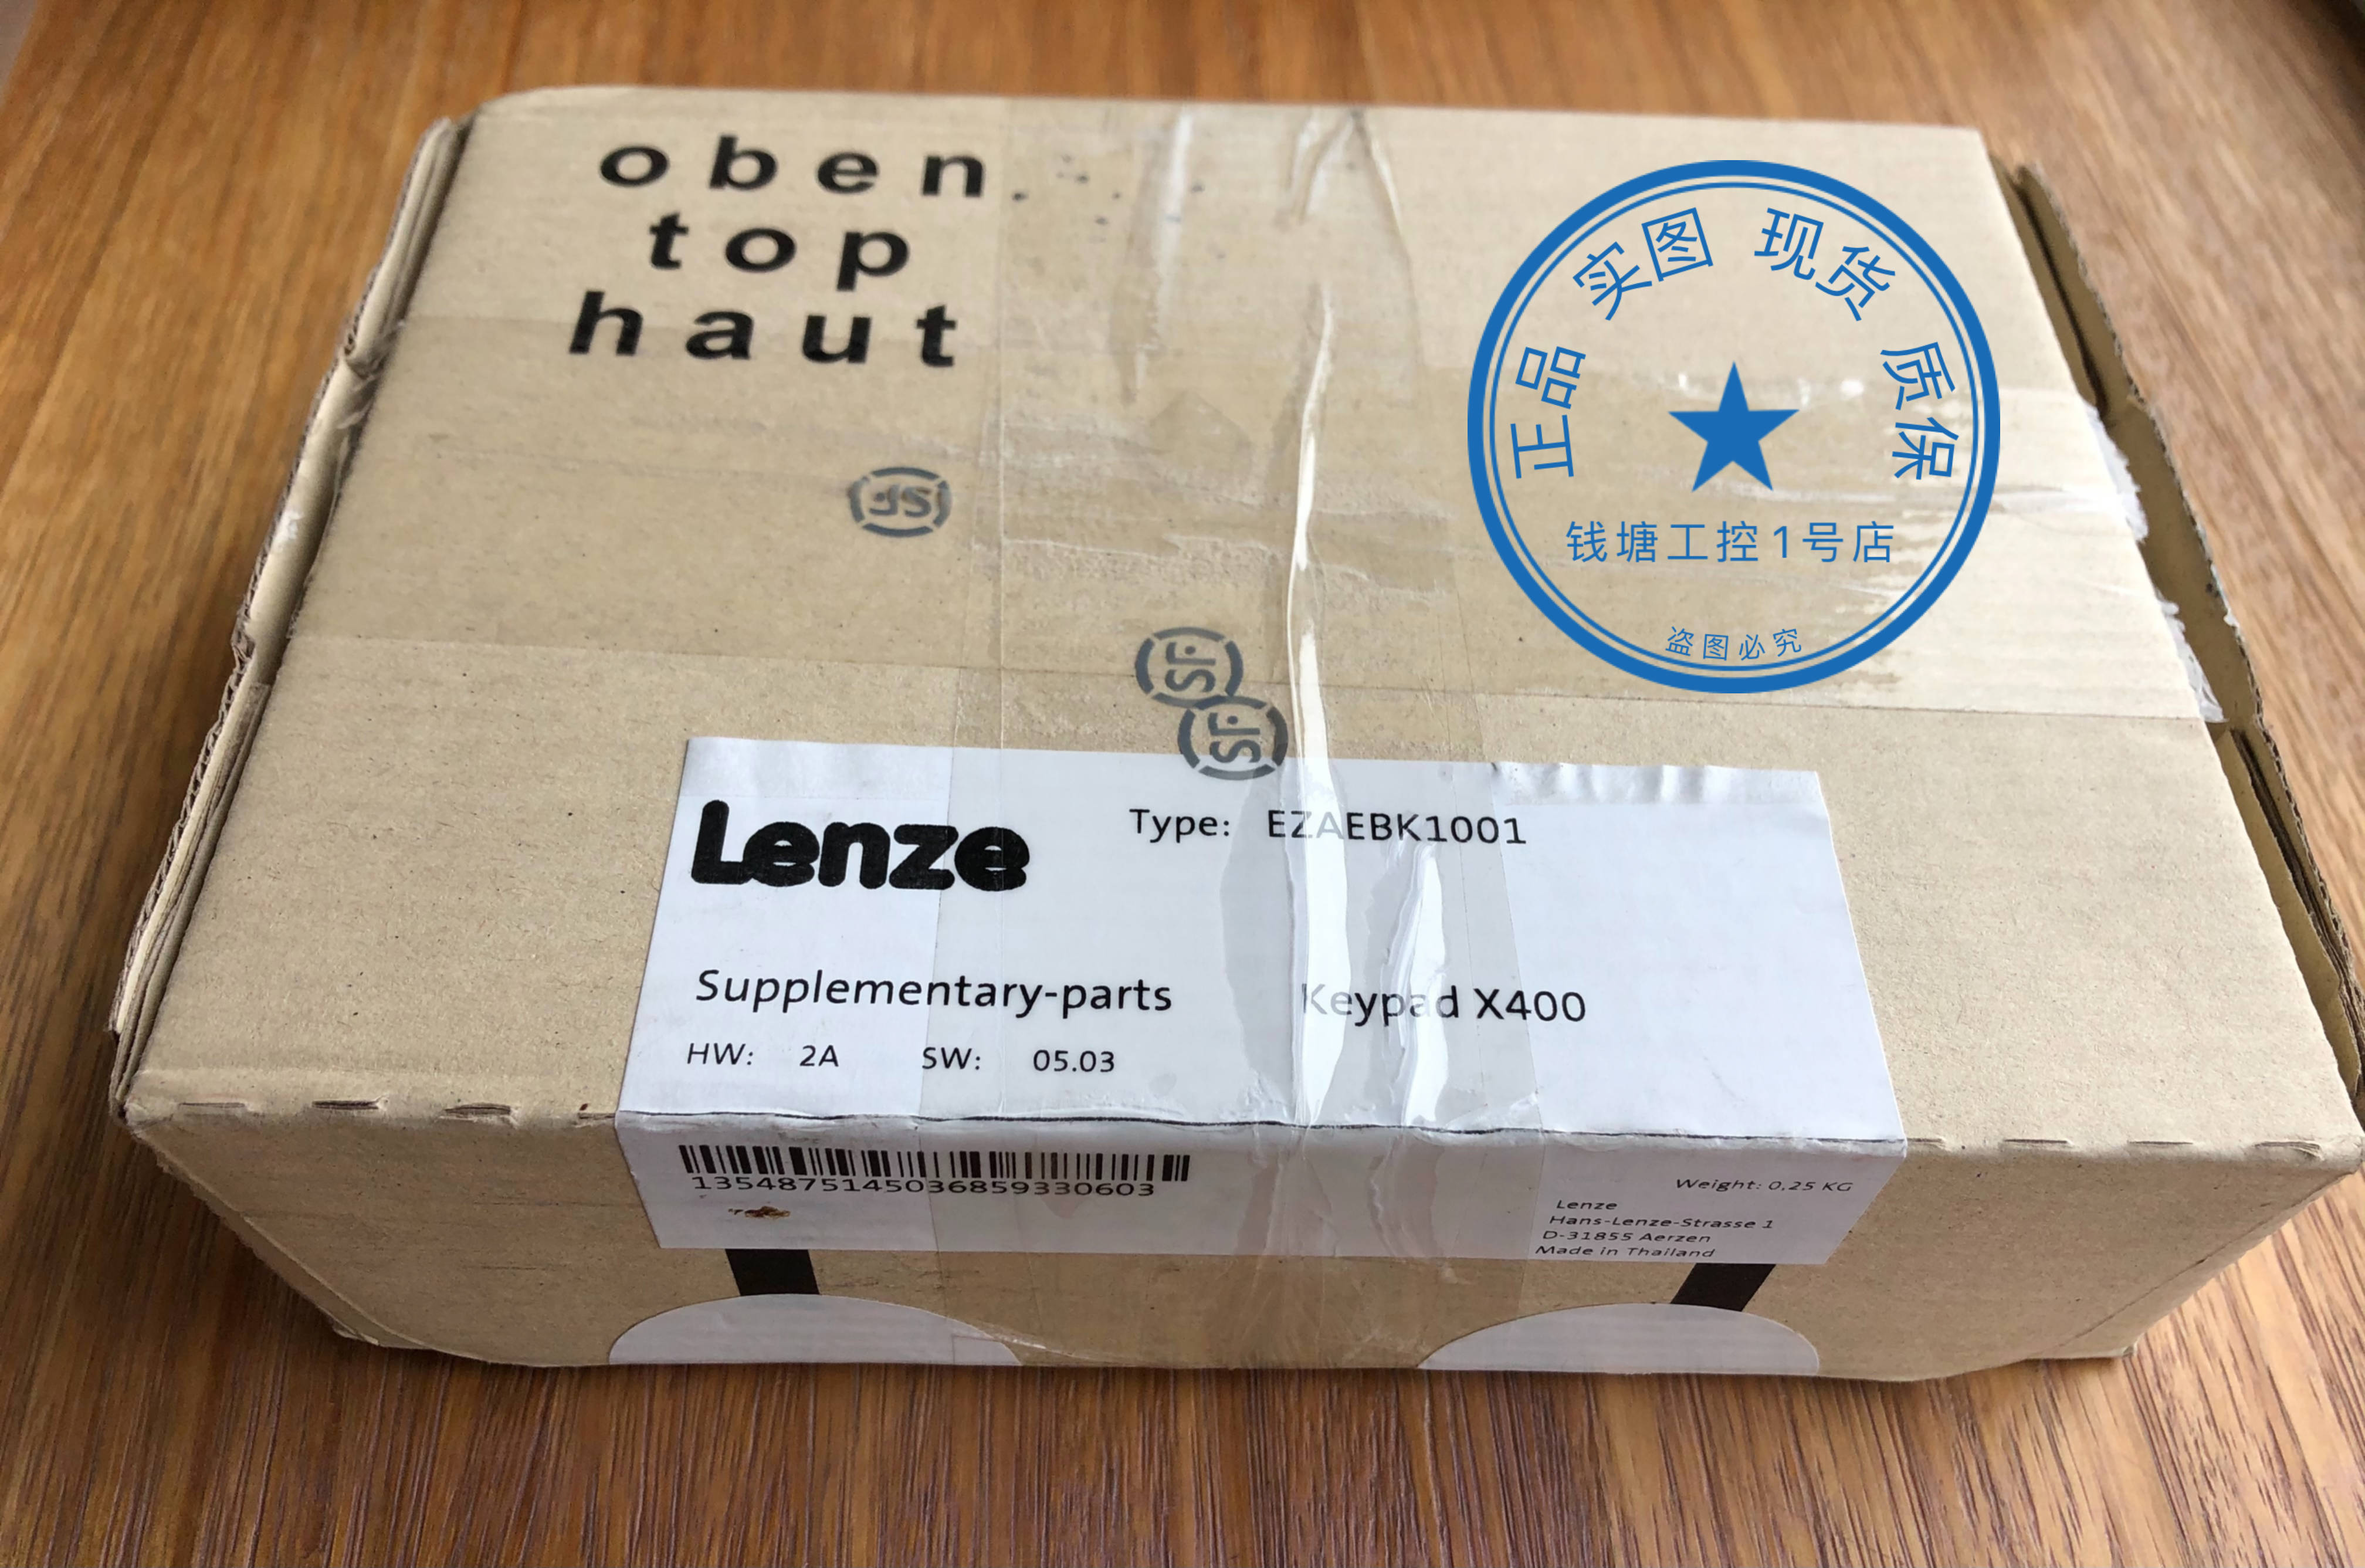 oben
top
haut
正品 实图 现货 质保
钱塘工控1号店
盗图必究
SF
SF
SF
Lenze
Type: EZAEBK1001
Supplementary-parts Keypad X400
HW: 2A SW: 05.03
1354875145036859330603
Weight: 0,25 KG
Lenze
Hans-Lenze-Strasse 1
D-31855 Aerzen
Made in Thailand